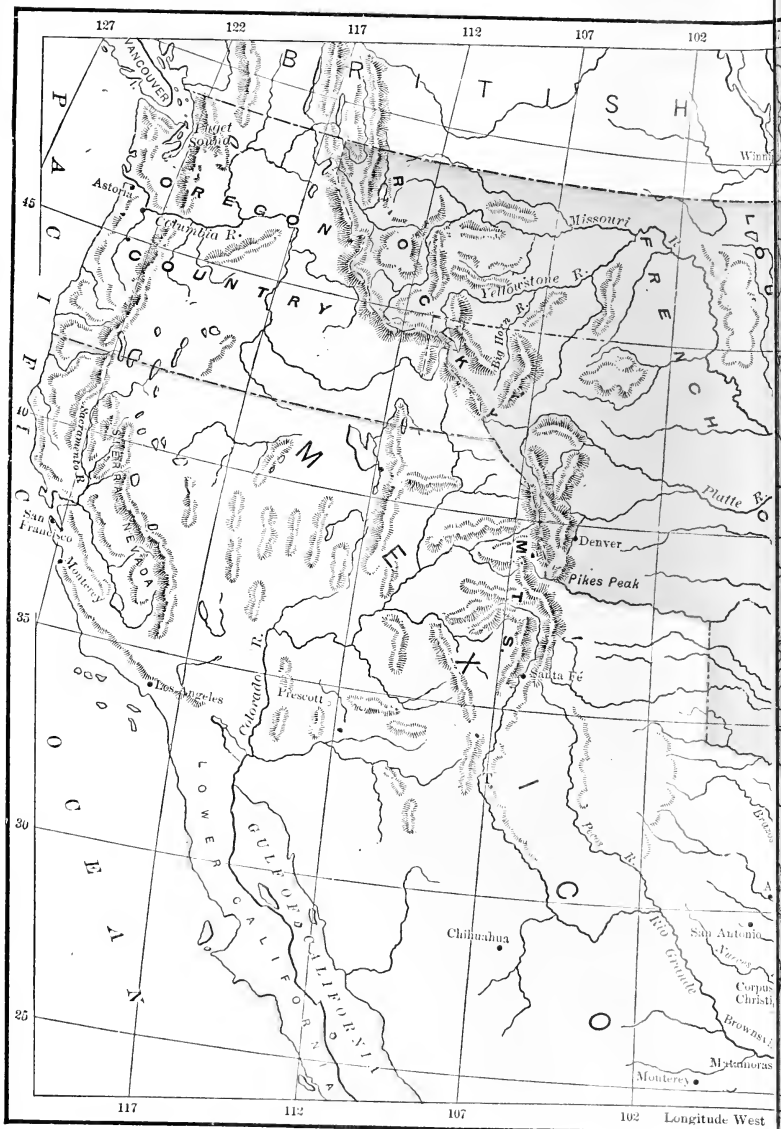 127 122 117 112 107 102
VANCOUVER
BRITISH
Puget
Sound
Astoria
OREGON
COUNTRY
Columbia R.
45
PACIFIC
OCEAN
ROCKY
MTS.
Missouri R.
FRENCH
Yellowstone R.
Big Horn R.
40
Sacramento R.
SIERRA NEVADA
MEXICO
Platte R.
San
Francisco
Monterey
Denver
Pikes Peak
35
Los Angeles
Colorado R.
Prescott
Santa Fé
LOWER CALIFORNIA
GULF OF CALIFORNIA
30
Pecos R.
Rio Grande
Chihuahua
San Antonio
Nueces
Corpus
Christi,
25
Matamoras
Monterey
117 112 107 102 Longitude West